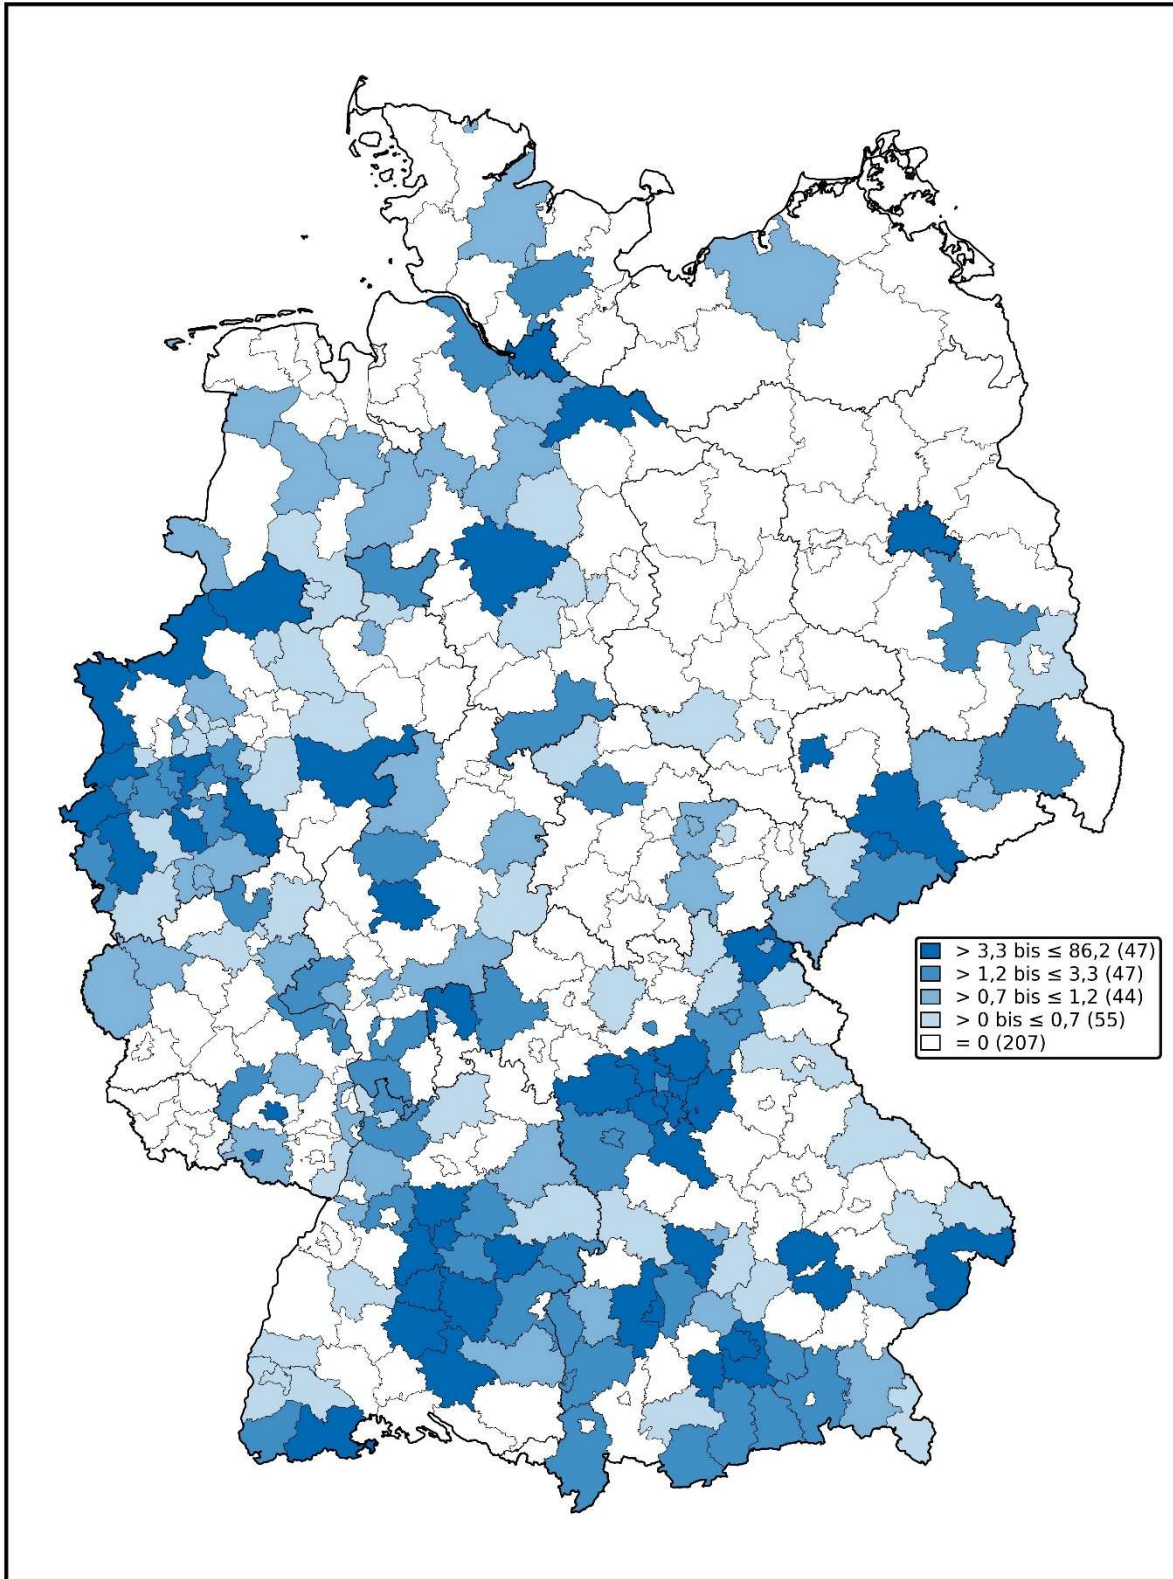 > 3,3 bis ≤ 86,2 (47)
> 1,2 bis ≤ 3,3 (47)
> 0,7 bis ≤ 1,2 (44)
> 0 bis ≤ 0,7 (55)
= 0 (207)